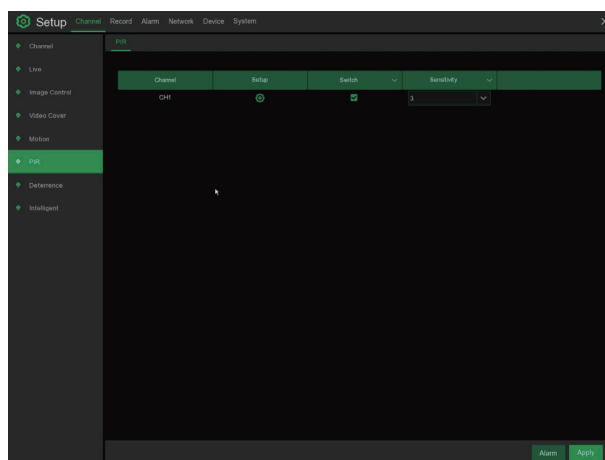 Setup Channel Record Alarm Network Device System
Channel
PIR
Live
Image Control
Video Cover
Motion
PIR
Deterrence
Intelligent
Channel Setup Switch Sensitivity
CH1 3
Alarm Apply